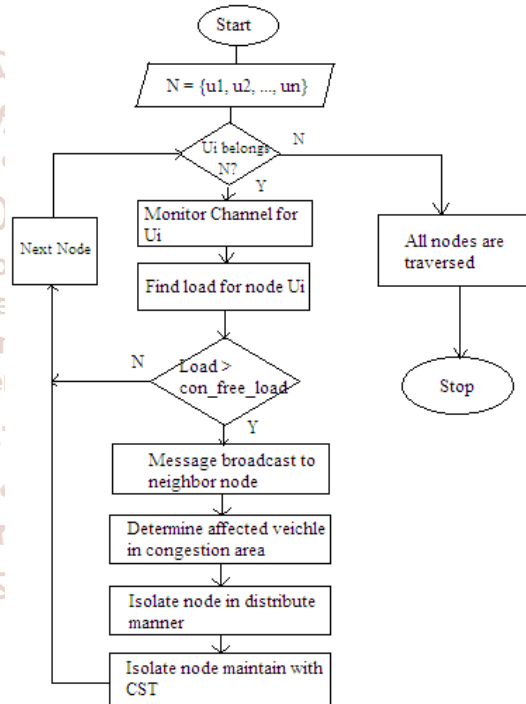 Start
N = {u1, u2, ..., un}
Ui belongs
N?
N
Y
Monitor Channel for
Ui
Next Node
All nodes are
traversed
Find load for node Ui
Load >
con_free_load
N
Y
Stop
Message broadcast to
neighbor node
Determine affected veichle
in congestion area
Isolate node in distribute
manner
Isolate node maintain with
CST